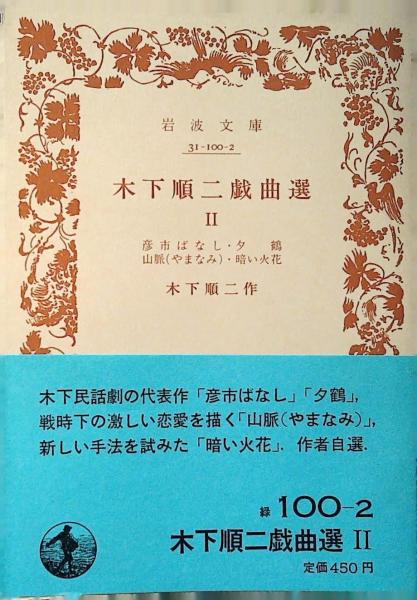 岩波文庫
31-100-2
木下順二戯曲選
II
彦市ばなし・夕鶴
山脈(やまなみ)・暗い火花
木下順二作
木下民話劇の代表作「彦市ばなし」「夕鶴」,
戦時下の激しい恋愛を描く「山脈(やまなみ)」,
新しい手法を試みた「暗い火花」. 作者自選.
緑 100-2
木下順二戯曲選 II
定価450円